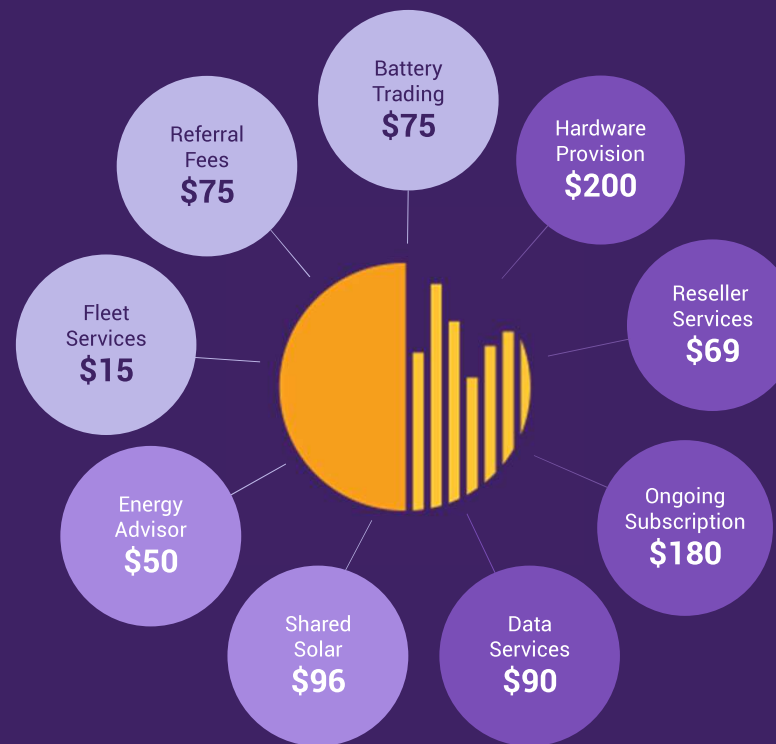 Battery
Trading
$75
Hardware
Provision
$200
Reseller
Services
$69
Ongoing
Subscription
$180
Data
Services
$90
Shared
Solar
$96
Energy
Advisor
$50
Fleet
Services
$15
Referral
Fees
$75